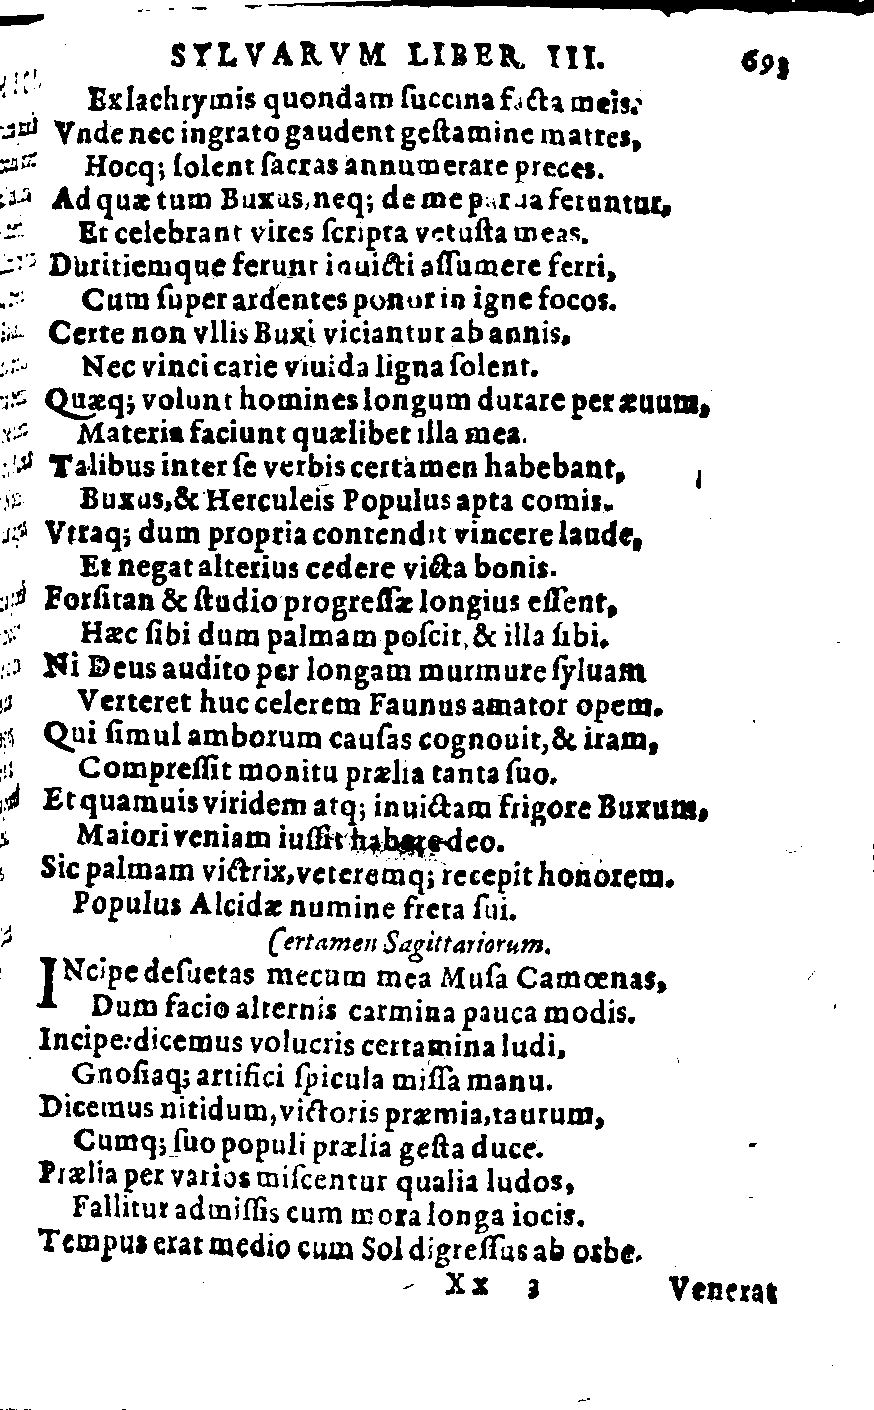 SYLVARVM LIBER III. 693
Ex lachrymis quondam ſuccina facta meis.
Vnde nec ingrato gaudent geſtamine matres,
Hocq; ſolent ſacras annumerare preces.
Ad quæ tum Buxus, neq; de me parua feruntur,
Et celebrant vires ſcripta vetuſta meas.
Duritiemque ferunt inuicti aſſumere ferri,
Cum ſuper ardentes ponor in igne focos.
Certe non vllis Buxi viciantur ab annis,
Nec vinci carie viuida ligna ſolent.
Quæq; volunt homines longum durare per æuum,
Materia faciunt quælibet illa mea.
Talibus inter ſe verbis certamen habebant,
Buxus, & Herculeis Populus apta comis.
Vtraq; dum propria contendit vincere laude,
Et negat alterius cedere victa bonis.
Forſitan & ſtudio progreſſæ longius eſſent,
Hæc ſibi dum palmam poſcit, & illa ſibi.
Ni Deus audito per longam murmure ſyluam
Verteret huc celerem Faunus amator opem.
Qui ſimul amborum cauſas cognouit, & iram,
Compreſſit monitu prælia tanta ſuo.
Et quamuis viridem atq; inuictam frigore Buxum,
Maiori veniam iuſſit habere deo.
Sic palmam victrix, veteremq; recepit honorem.
Populus Alcidæ numine freta ſui.
Certamen Sagittariorum.
INcipe deſuetas mecum mea Muſa Camœnas,
Dum facio alternis carmina pauca modis.
Incipe: dicemus volucris certamina ludi,
Gnoſiaq; artifici ſpicula miſſa manu.
Dicemus nitidum, victoris præmia, taurum,
Cumq; ſuo populi prælia geſta duce.
Prælia per varios miſcentur qualia ludos,
Fallitur admiſſis cum mora longa iocis.
Tempus erat medio cum Sol digreſſus ab orbe.
Xx 3 Venerat